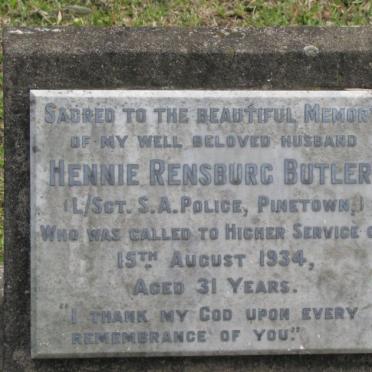 SACRED TO THE BEAUTIFUL MEMOR
OF MY WELL BELOVED HUSBAND
HENNIE RENSBURG BUTLER
(L/SGT. S.A. POLICE, PINETOWN,)
WHO WAS CALLED TO HIGHER SERVICE O
15TH AUGUST 1934,
AGED 31 YEARS.
"I THANK MY GOD UPON EVERY
REMEMBRANCE OF YOU."